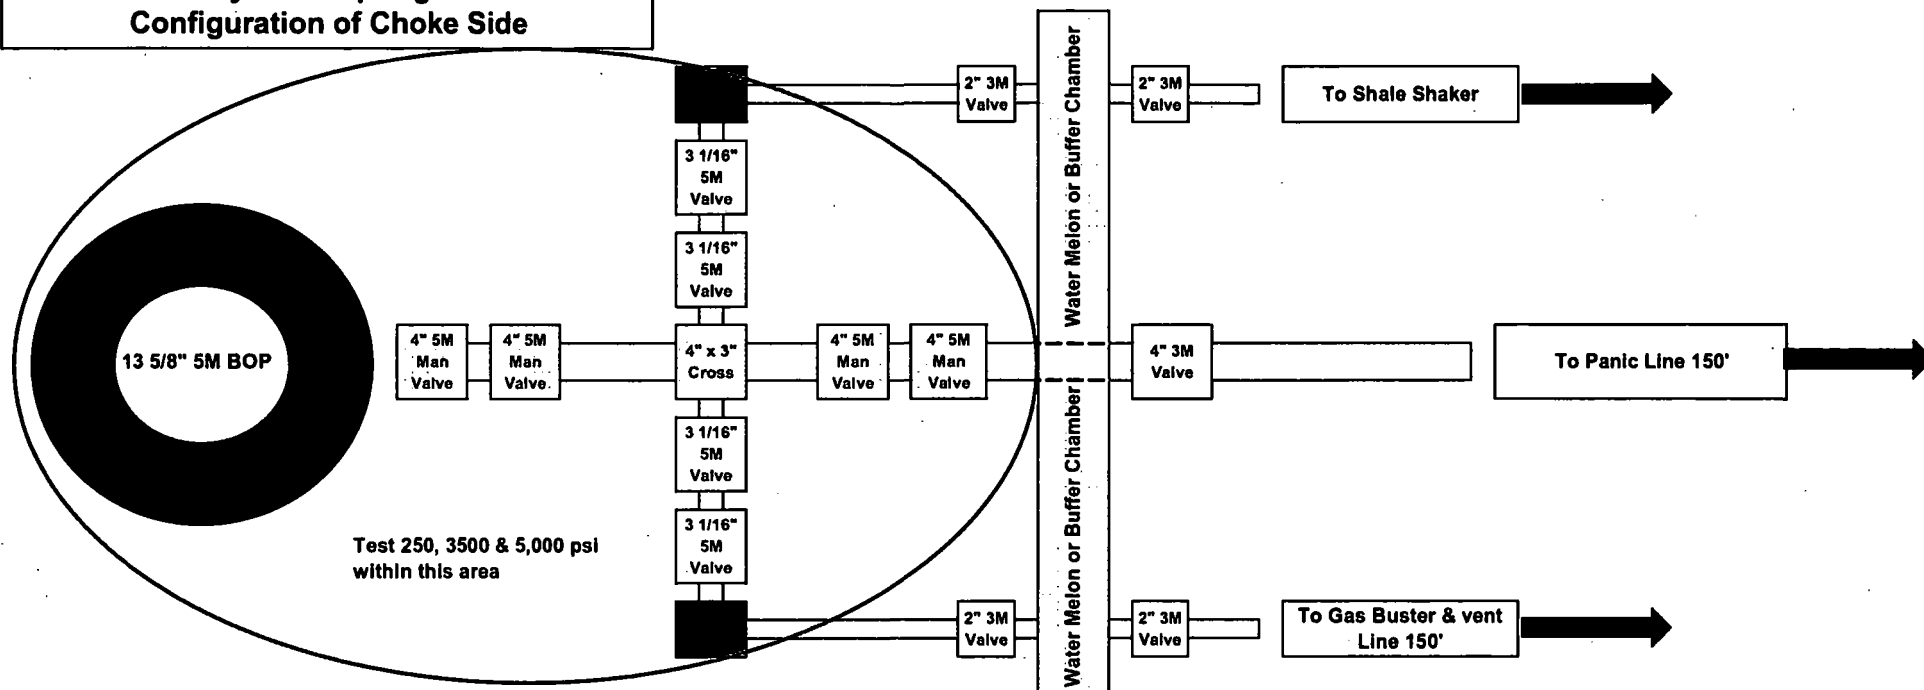 Configuration of Choke Side
2" 3M
Valve
Water Melon or Buffer Chamber
2" 3M
Valve
To Shale Shaker
3 1/16"
5M
Valve
3 1/16"
5M
Valve
13 5/8" 5M BOP
4" 5M
Man
Valve
4" 5M
Man
Valve.
4" x 3"
Cross
4" 5M
Man
Valve
4" 5M
Man
Valve
4" 3M
Valve
To Panic Line 150'
3 1/16"
5M
Valve
3 1/16"
5M
Valve
Test 250, 3500 & 5,000 psi
within this area
2" 3M
Valve
Water Melon or Buffer Chamber
2" 3M
Valve
To Gas Buster & vent
Line 150'